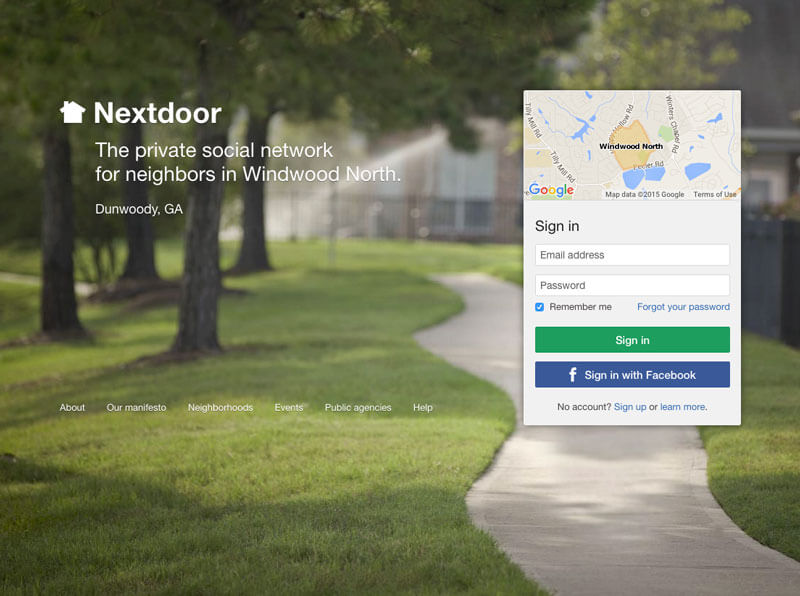 Nextdoor
The private social network
for neighbors in Windwood North.
Dunwoody, GA
About Our manifesto Neighborhoods Events Public agencies Help
Tilly Mill Rd
Winters Chapel Rd
Windwood North
Tilly Mill Rd
Peeler Rd
Google
Map data ©2015 Google Terms of Use
Sign in
Email address
Password
Remember me Forgot your password
Sign in
f Sign in with Facebook
No account? Sign up or learn more.